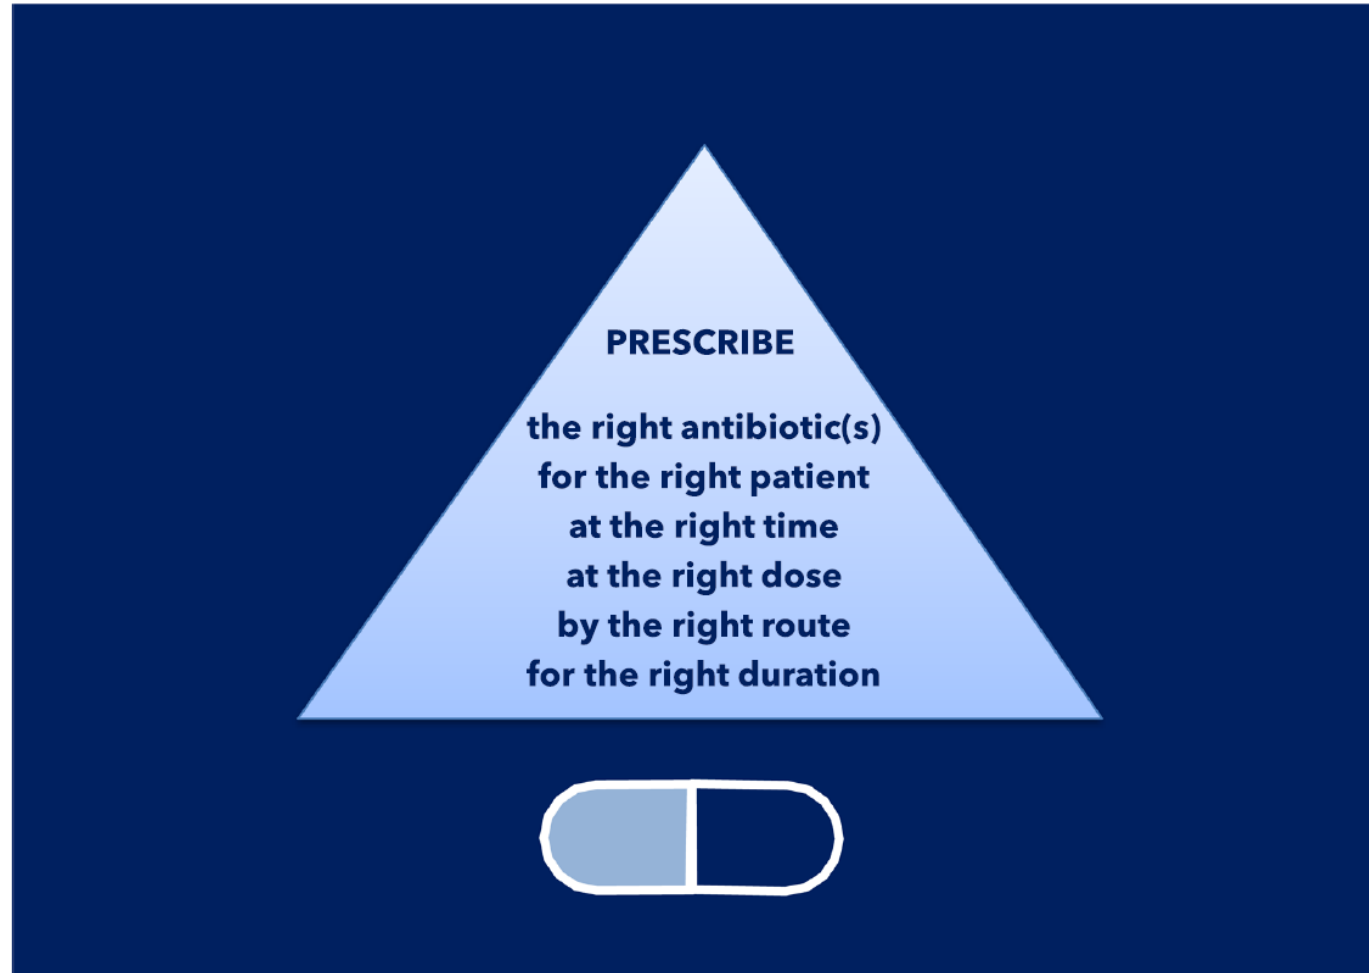 PRESCRIBE
the right antibiotic(s)
for the right patient
at the right time
at the right dose
by the right route
for the right duration